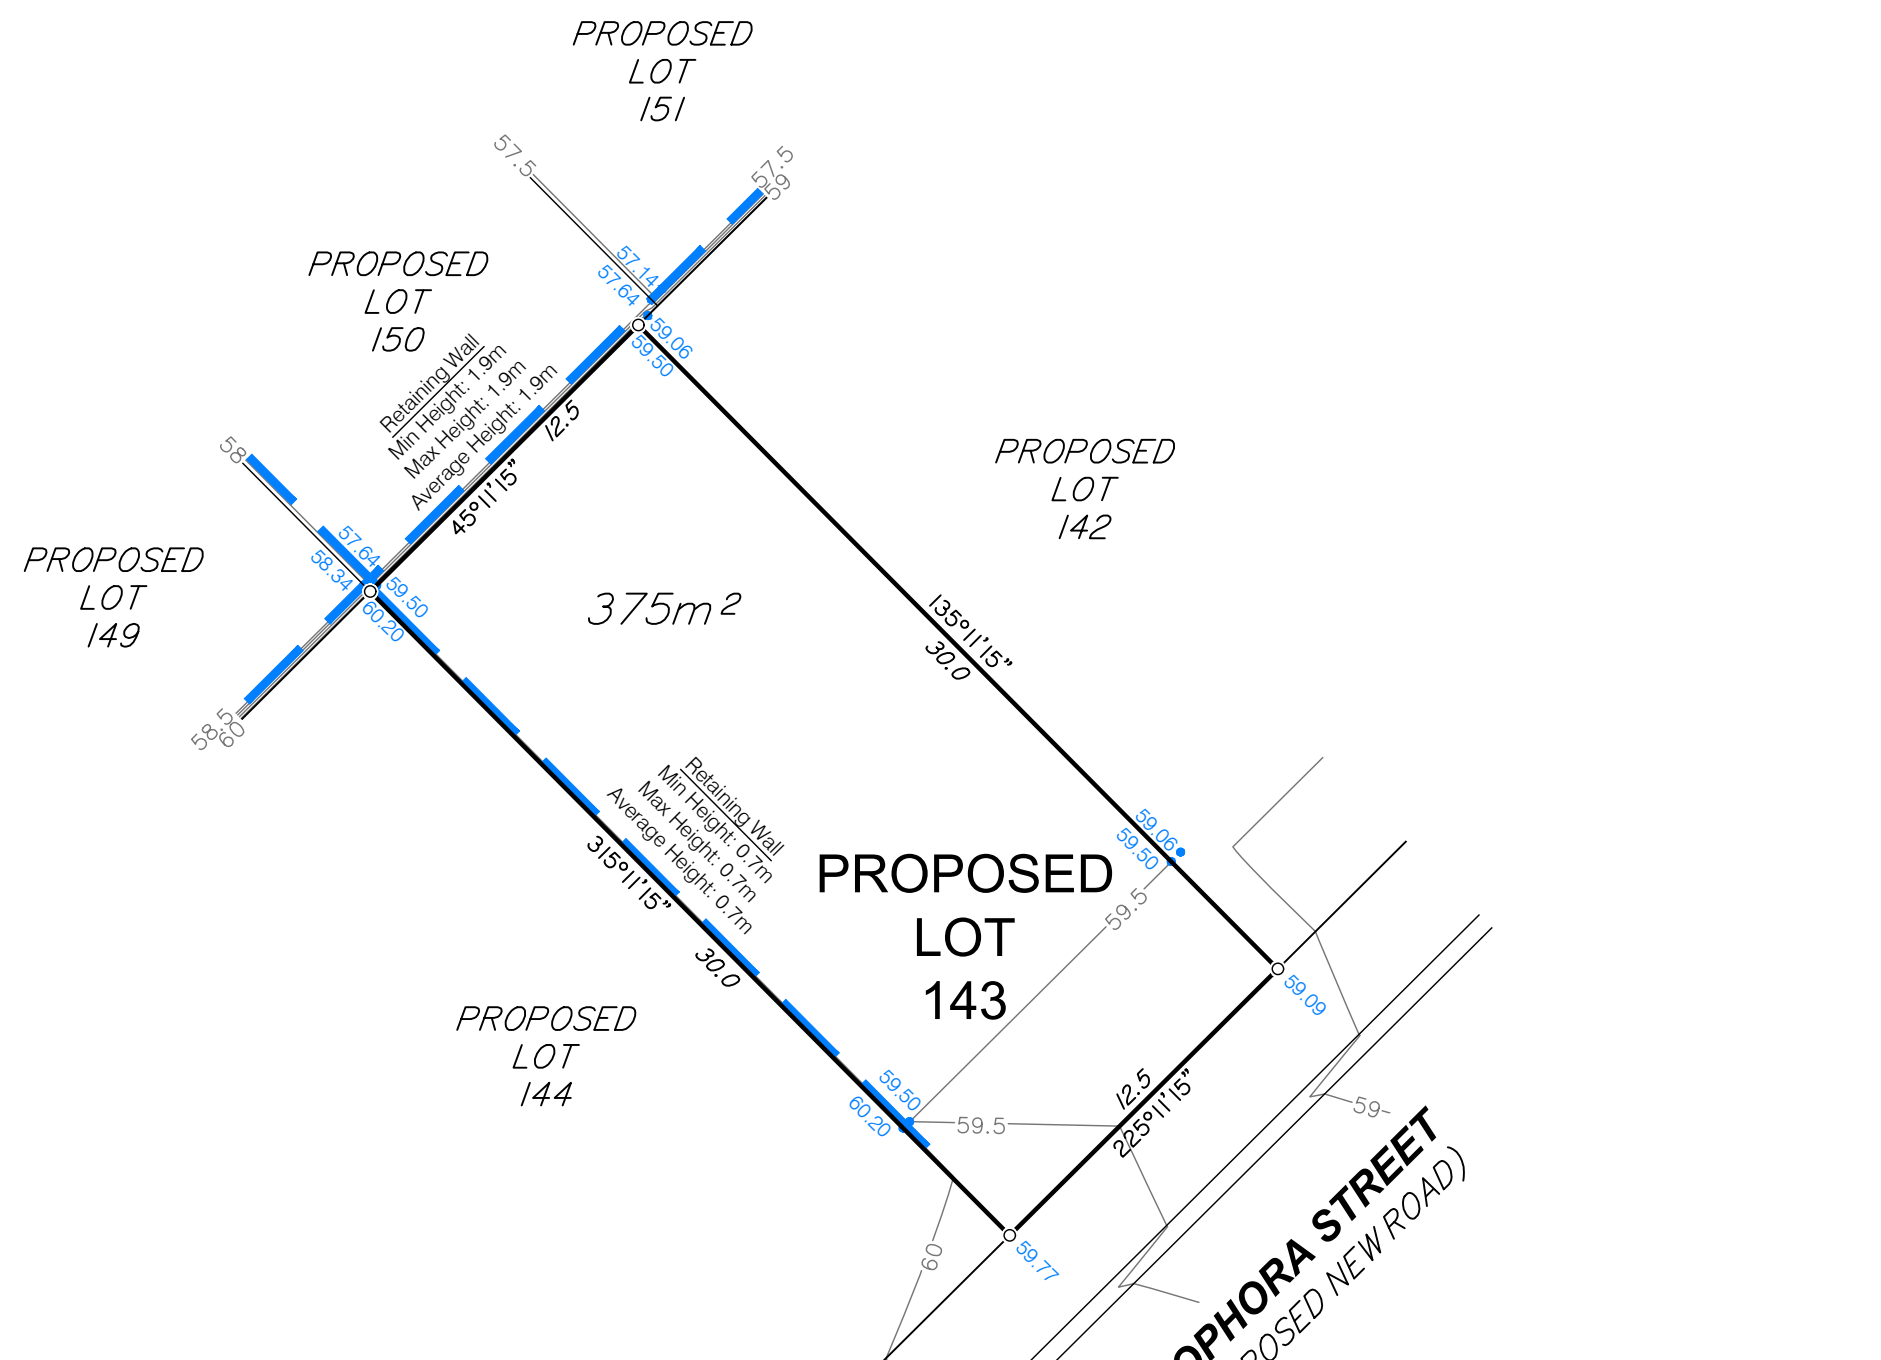 PROPOSED
LOT
151
57.5
57.5
59
PROPOSED
LOT
150
57.14
57.64
59.06
59.50
Retaining Wall
Min Height: 1.9m
Max Height: 1.9m
Average Height: 1.9m
12.5
45°11'15"
58
PROPOSED
LOT
142
PROPOSED
LOT
149
57.64
58.34
59.50
60.20
375m²
135°11'15"
30.0
58.5
60
Retaining Wall
Min Height: 0.7m
Max Height: 0.7m
Average Height: 0.7m
315°11'15"
30.0
59.06
59.50
PROPOSED
LOT
143
59.5
59.09
PROPOSED
LOT
144
59.50
60.20
59.5
12.5
225°11'15"
59
60
59.77
OPHORA STREET
POSED NEW ROAD)